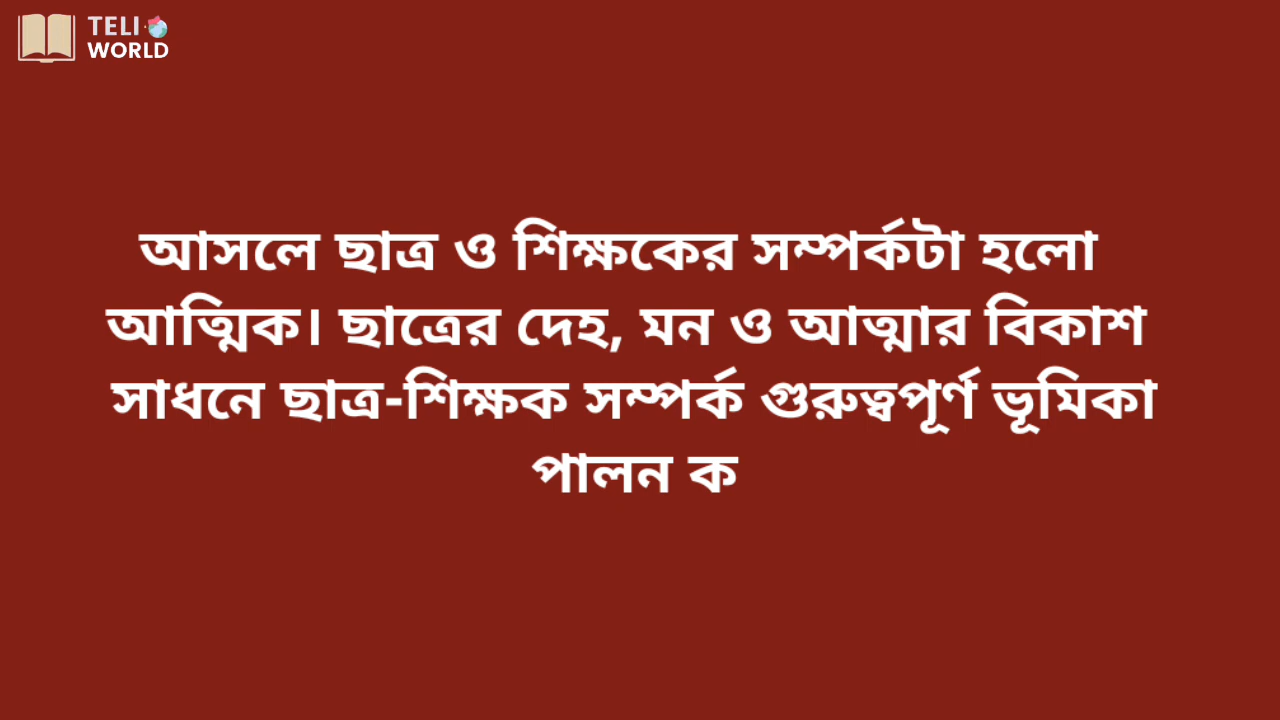 TELI
WORLD
আসলে ছাত্র ও শিক্ষকের সম্পর্কটা হলো
আত্মিক। ছাত্রের দেহ, মন ও আত্মার বিকাশ
সাধনে ছাত্র-শিক্ষক সম্পর্ক গুরুত্বপূর্ণ ভূমিকা
পালন ক